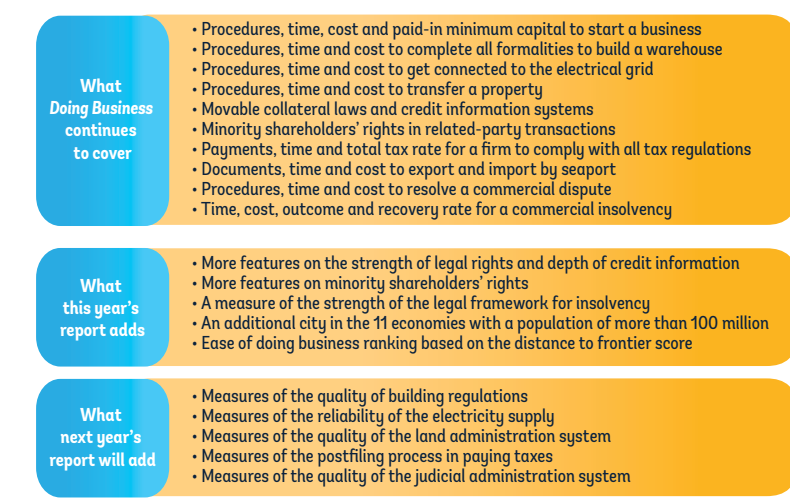 What
Doing Business
continues
to cover
• Procedures, time, cost and paid-in minimum capital to start a business
• Procedures, time and cost to complete all formalities to build a warehouse
• Procedures, time and cost to get connected to the electrical grid
• Procedures, time and cost to transfer a property
• Movable collateral laws and credit information systems
• Minority shareholders' rights in related-party transactions
• Payments, time and total tax rate for a firm to comply with all tax regulations
• Documents, time and cost to export and import by seaport
• Procedures, time and cost to resolve a commercial dispute
• Time, cost, outcome and recovery rate for a commercial insolvency
What
this year's
report adds
• More features on the strength of legal rights and depth of credit information
• More features on minority shareholders' rights
• A measure of the strength of the legal framework for insolvency
• An additional city in the 11 economies with a population of more than 100 million
• Ease of doing business ranking based on the distance to frontier score
What
next year's
report will add
• Measures of the quality of building regulations
• Measures of the reliability of the electricity supply
• Measures of the quality of the land administration system
• Measures of the postfiling process in paying taxes
• Measures of the quality of the judicial administration system